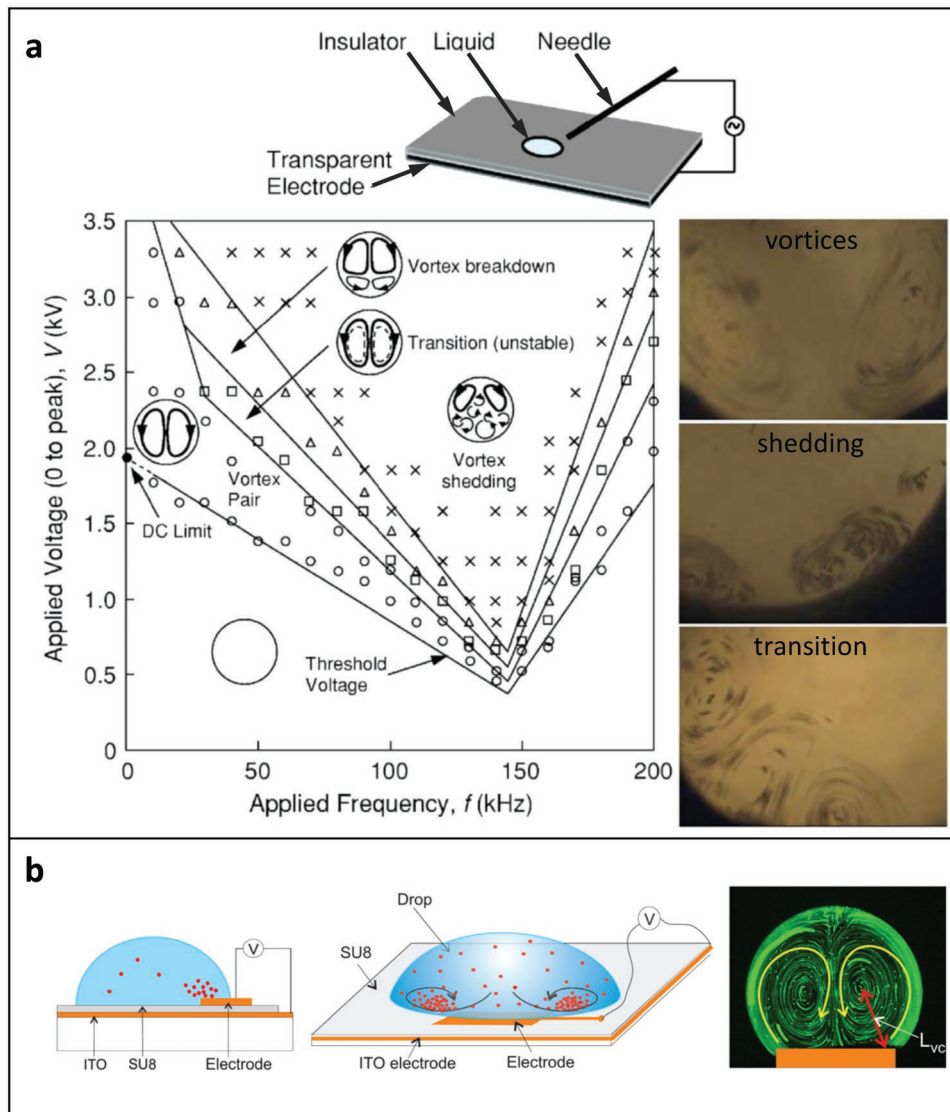 a
Insulator Liquid Needle
Transparent
Electrode
Applied Voltage (0 to peak), V (kV)
3.5
3.0
2.5
2.0
1.5
1.0
0.5
0
0 50 100 150 200
Applied Frequency, f (kHz)
Vortex breakdown
Transition (unstable)
Vortex
Pair
Vortex
shedding
DC Limit
Threshold
Voltage
vortices
shedding
transition
b
V
ITO SU8 Electrode
Drop
SU8
V
ITO electrode Electrode
Lvc